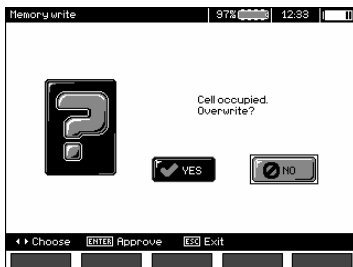 Memory write 97% 12:33
Cell occupied.
Overwrite?
YES NO
Choose ENTER Approve ESC Exit